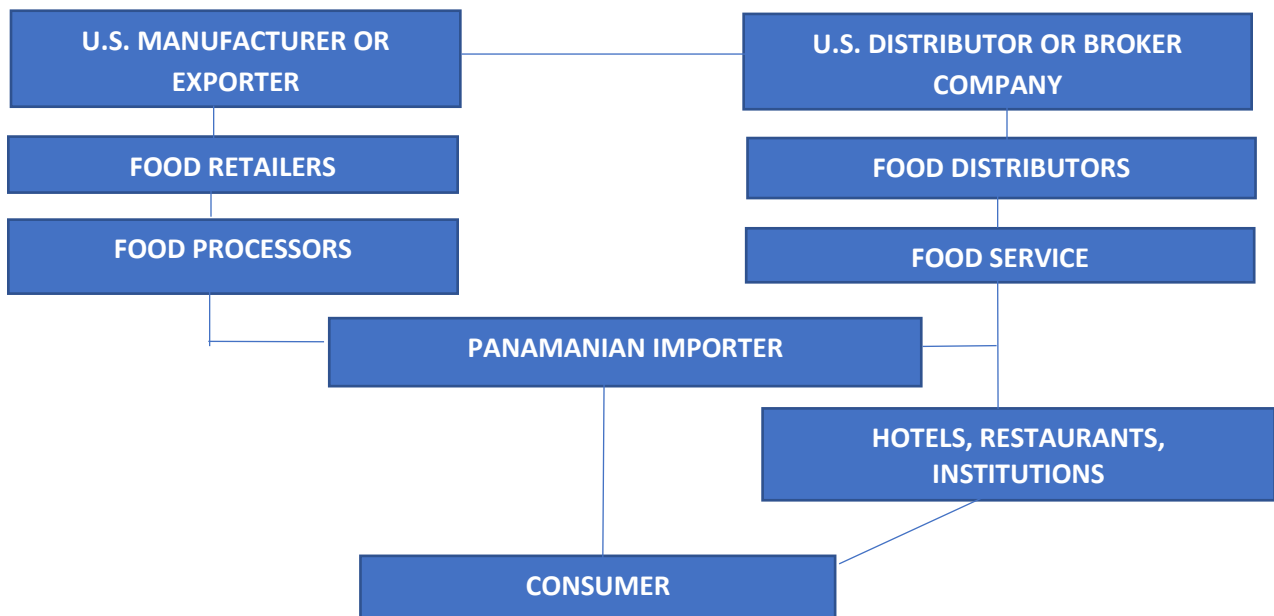 U.S. MANUFACTURER OR
EXPORTER
U.S. DISTRIBUTOR OR BROKER
COMPANY
FOOD RETAILERS
FOOD DISTRIBUTORS
FOOD PROCESSORS
FOOD SERVICE
PANAMANIAN IMPORTER
HOTELS, RESTAURANTS,
INSTITUTIONS
CONSUMER